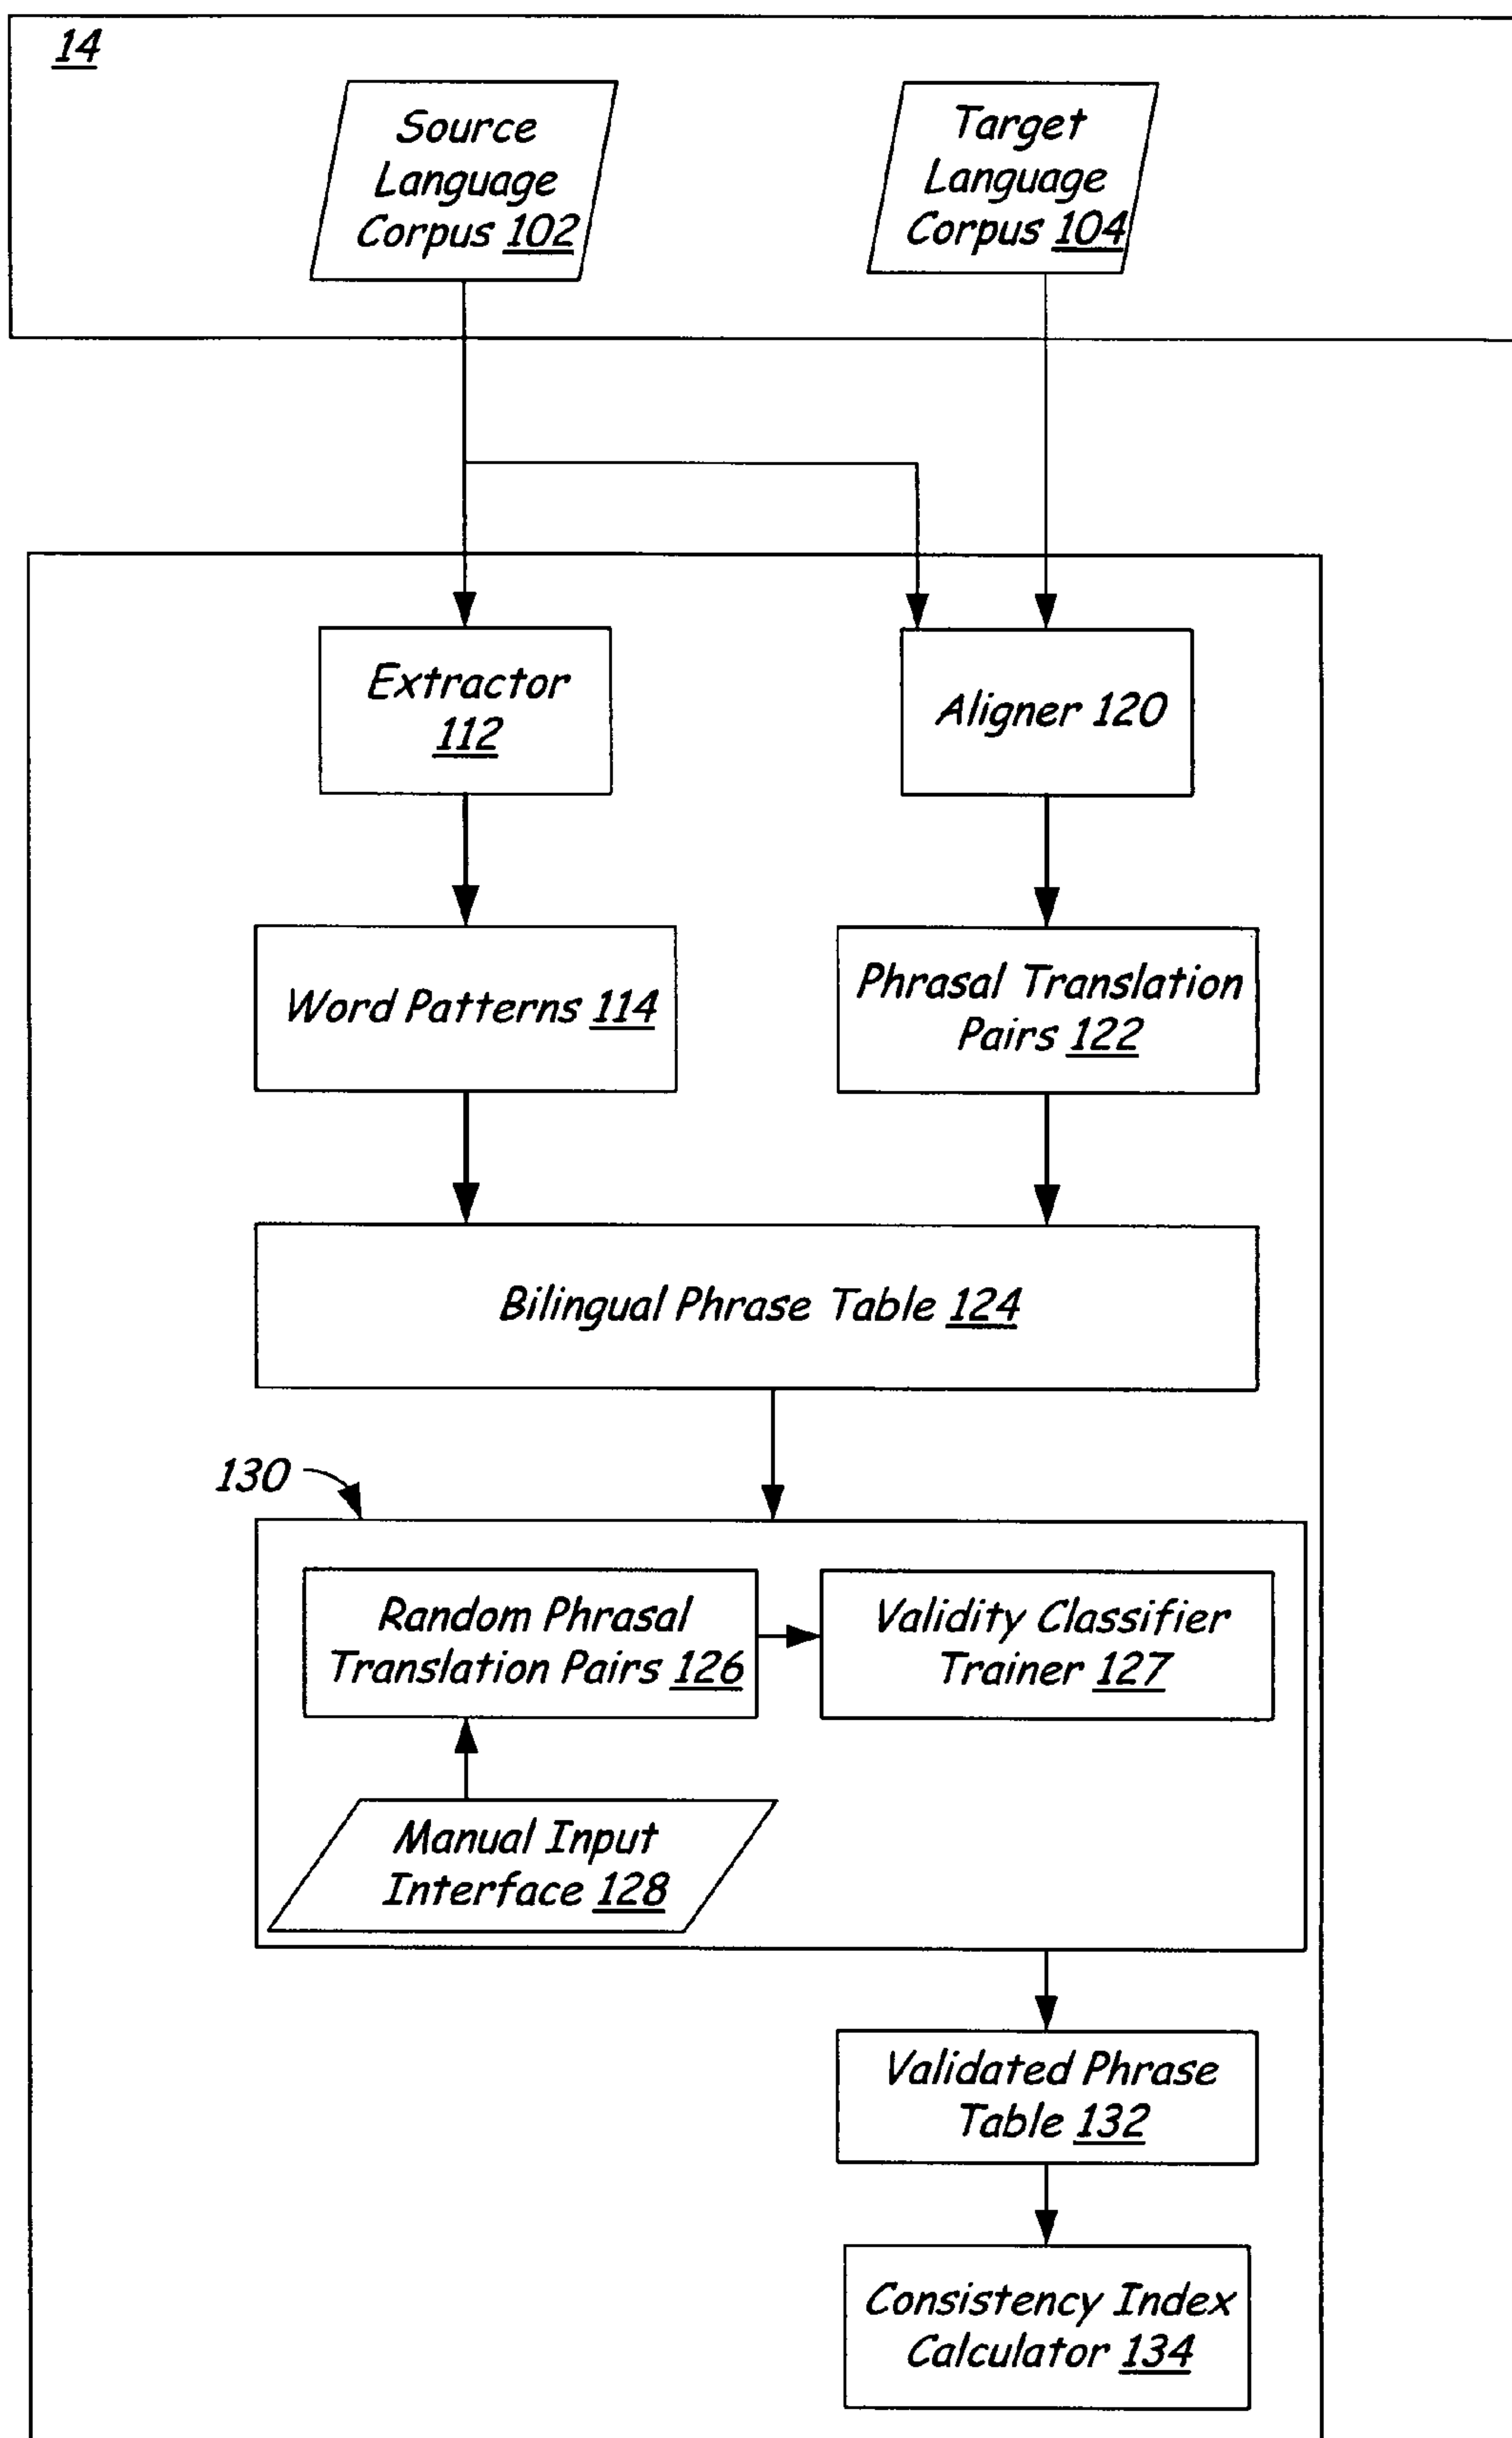 14
Source
Language
Corpus 102
Target
Language
Corpus 104
Extractor
112
Aligner 120
Word Patterns 114
Phrasal Translation
Pairs 122
Bilingual Phrase Table 124
130
Random Phrasal
Translation Pairs 126
Validity Classifier
Trainer 127
Manual Input
Interface 128
Validated Phrase
Table 132
Consistency Index
Calculator 134